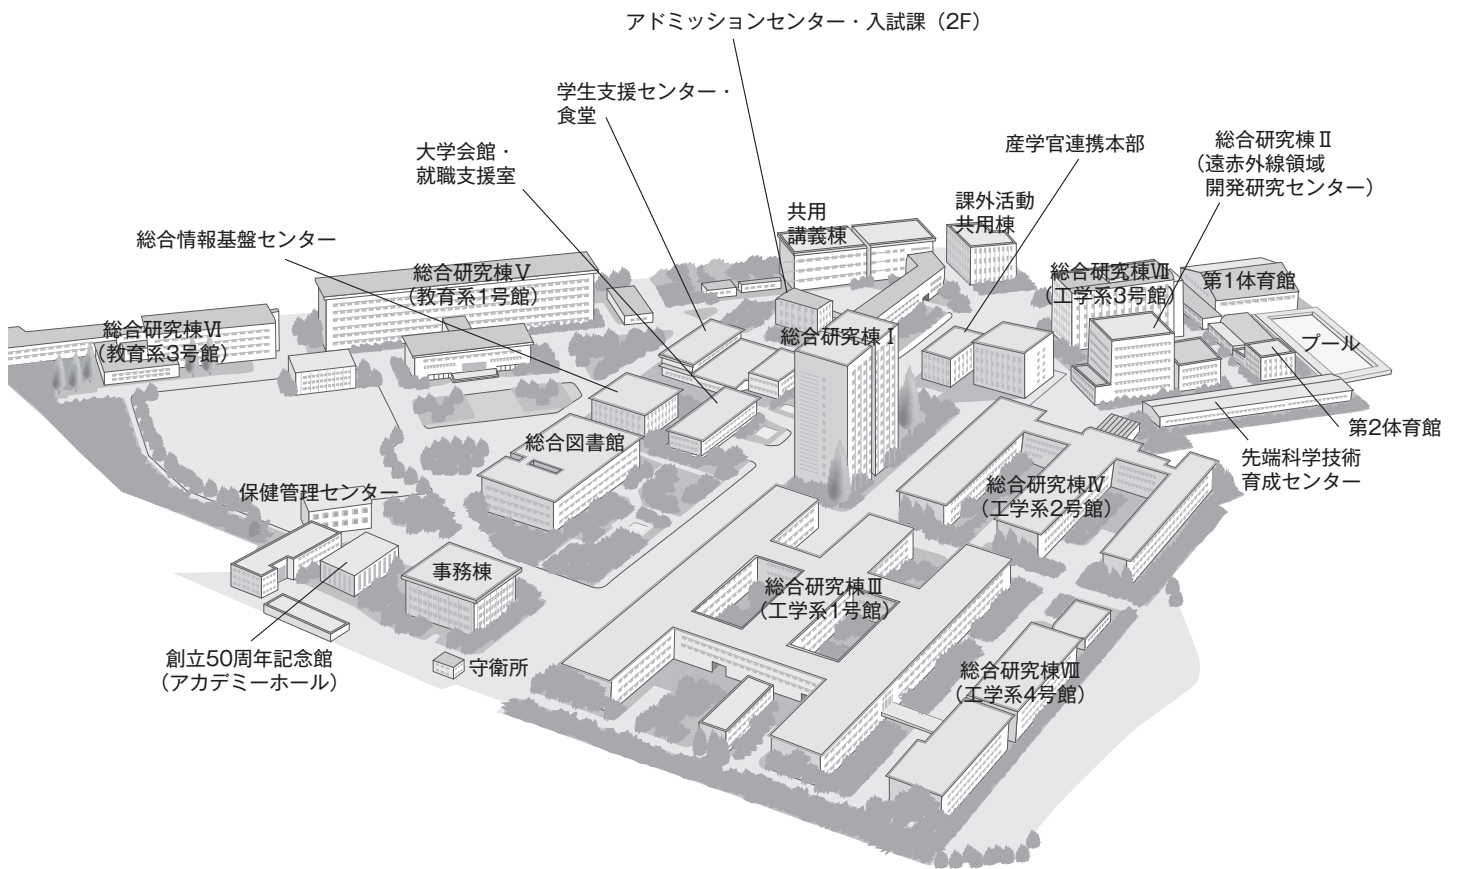 アドミッションセンター・入試課（2F）
学生支援センター・
食堂
大学会館・
就職支援室
総合情報基盤センター
産学官連携本部
総合研究棟Ⅱ
（遠赤外線領域
開発研究センター）
共用
講義棟
課外活動
共用棟
総合研究棟Ⅴ
（教育系1号館）
総合研究棟Ⅶ
（工学系3号館）
第1体育館
総合研究棟Ⅵ
（教育系3号館）
総合研究棟Ⅰ
プール
総合図書館
第2体育館
先端科学技術
育成センター
保健管理センター
総合研究棟Ⅳ
（工学系2号館）
事務棟
総合研究棟Ⅲ
（工学系1号館）
創立50周年記念館
（アカデミーホール）
守衛所
総合研究棟Ⅷ
（工学系4号館）